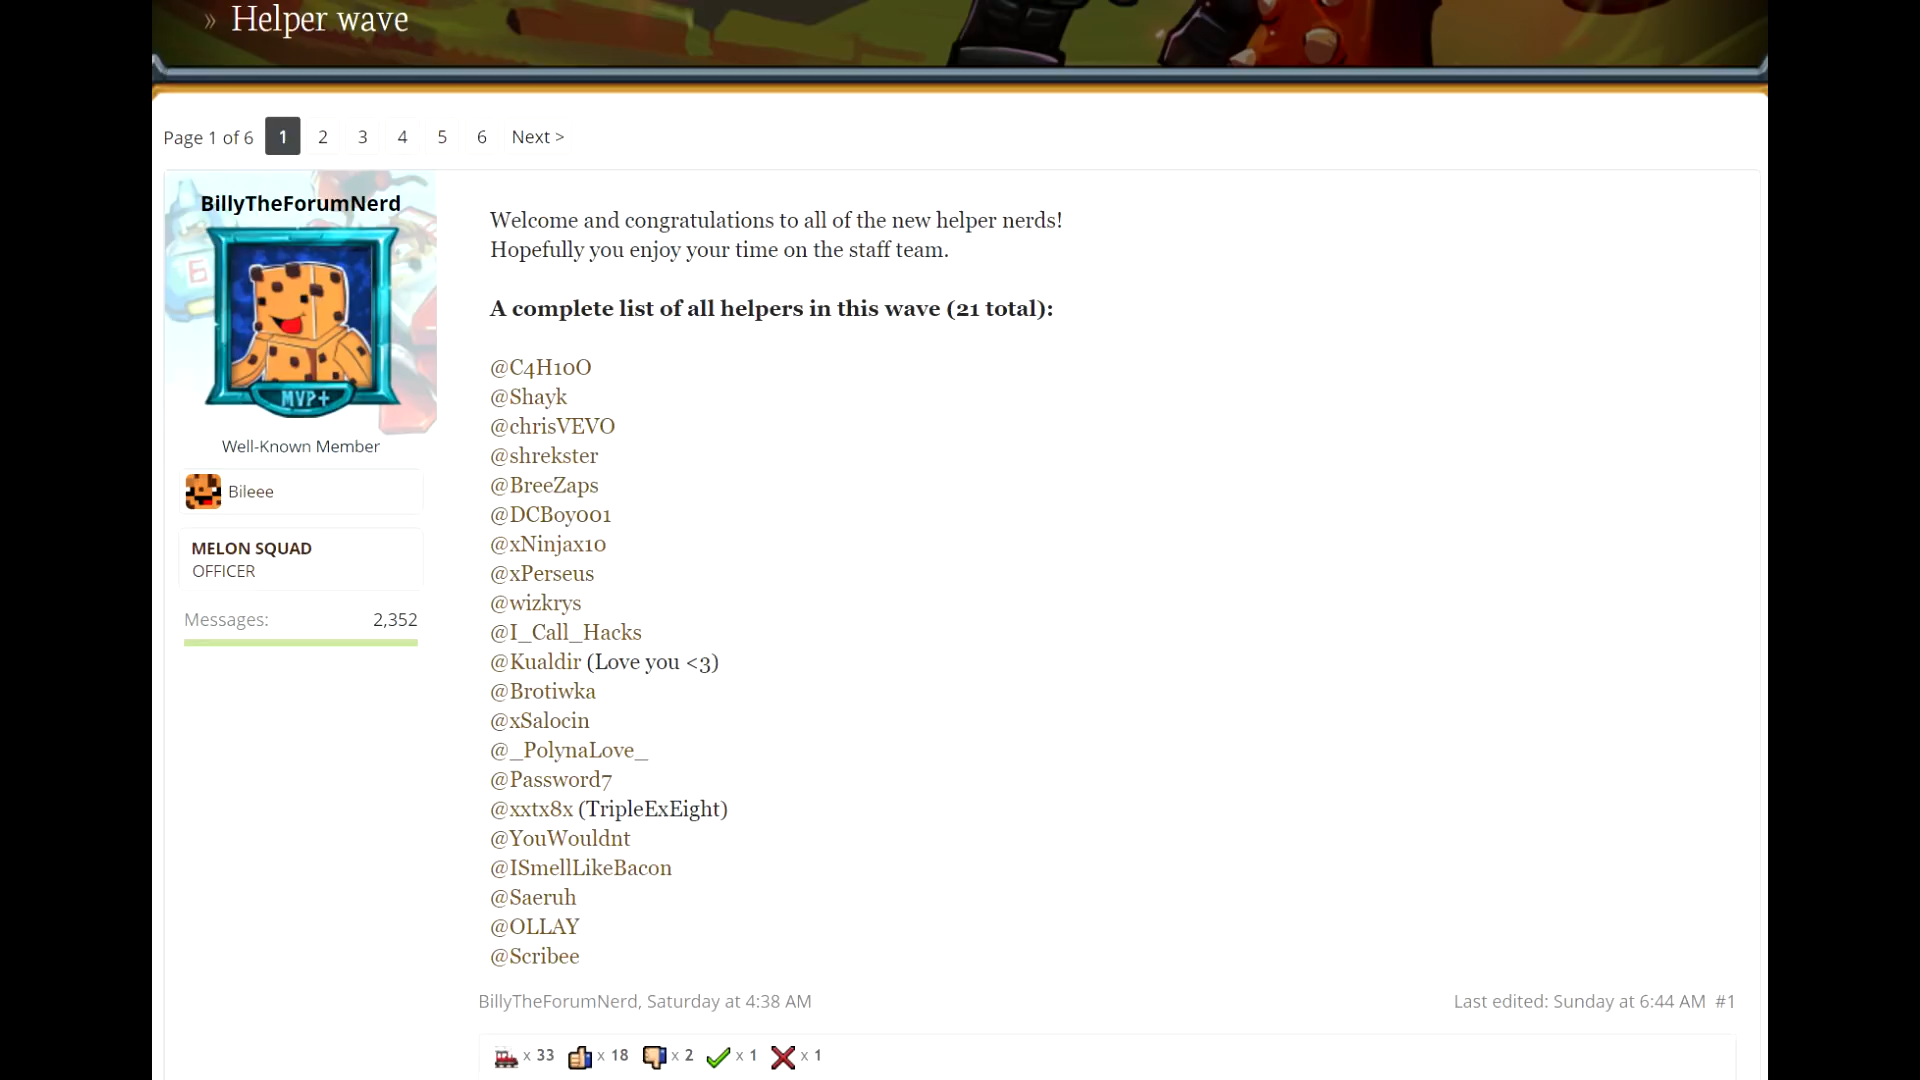 » Helper wave
Page 1 of 6 1 2 3 4 5 6 Next >
BillyTheForumNerd
6
MVP+
Well-Known Member
Bileee
MELON SQUAD
OFFICER
Messages: 2,352
Welcome and congratulations to all of the new helper nerds!
Hopefully you enjoy your time on the staff team.
A complete list of all helpers in this wave (21 total):
@C4H10O
@Shayk
@chrisVEVO
@shrekster
@BreeZaps
@DCBoy001
@xNinjax10
@xPerseus
@wizkrys
@I_Call_Hacks
@Kualdir (Love you <3)
@Brotiwka
@xSalocin
@_PolynaLove_
@Password7
@xxtx8x (TripleExEight)
@YouWouldnt
@ISmellLikeBacon
@Saeruh
@OLLAY
@Scribee
BillyTheForumNerd, Saturday at 4:38 AM
Last edited: Sunday at 6:44 AM #1
x 33 x 18 x 2 x 1 x 1